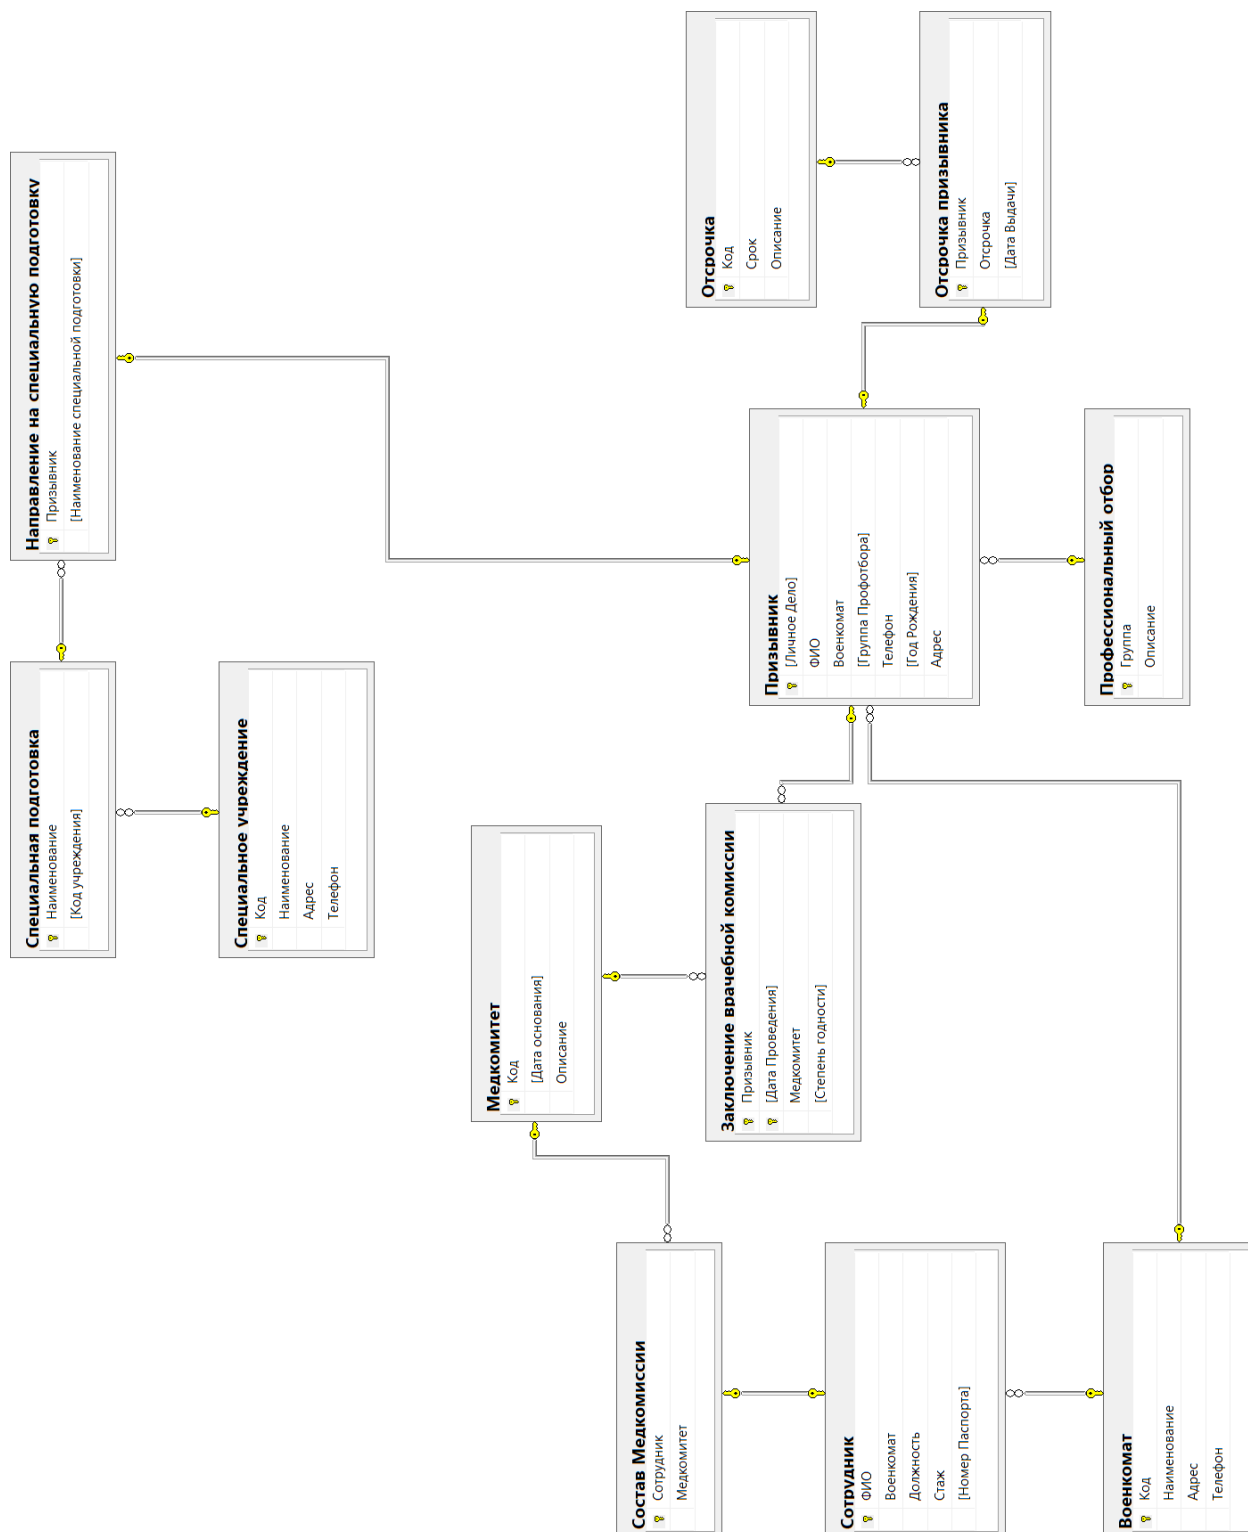 Направление на специальную подготовку
Призывник
[Наименование специальной подготовки]
Специальная подготовка
Наименование
[Код учреждения]
Специальное учреждение
Код
Наименование
Адрес
Телефон
Отсрочка
Код
Срок
Описание
Отсрочка призывника
Призывник
Отсрочка
[Дата Выдачи]
Призывник
[Личное Дело]
ФИО
Военкомат
[Группа Профотбора]
Телефон
[Год Рождения]
Адрес
Профессиональный отбор
Группа
Описание
Медкомитет
Код
[Дата основания]
Описание
Заключение врачебной комиссии
Призывник
[Дата Проведения]
Медкомитет
[Степень годности]
Состав Медкомиссии
Сотрудник
Медкомитет
Сотрудник
ФИО
Военкомат
Должность
Стаж
[Номер Паспорта]
Военкомат
Код
Наименование
Адрес
Телефон